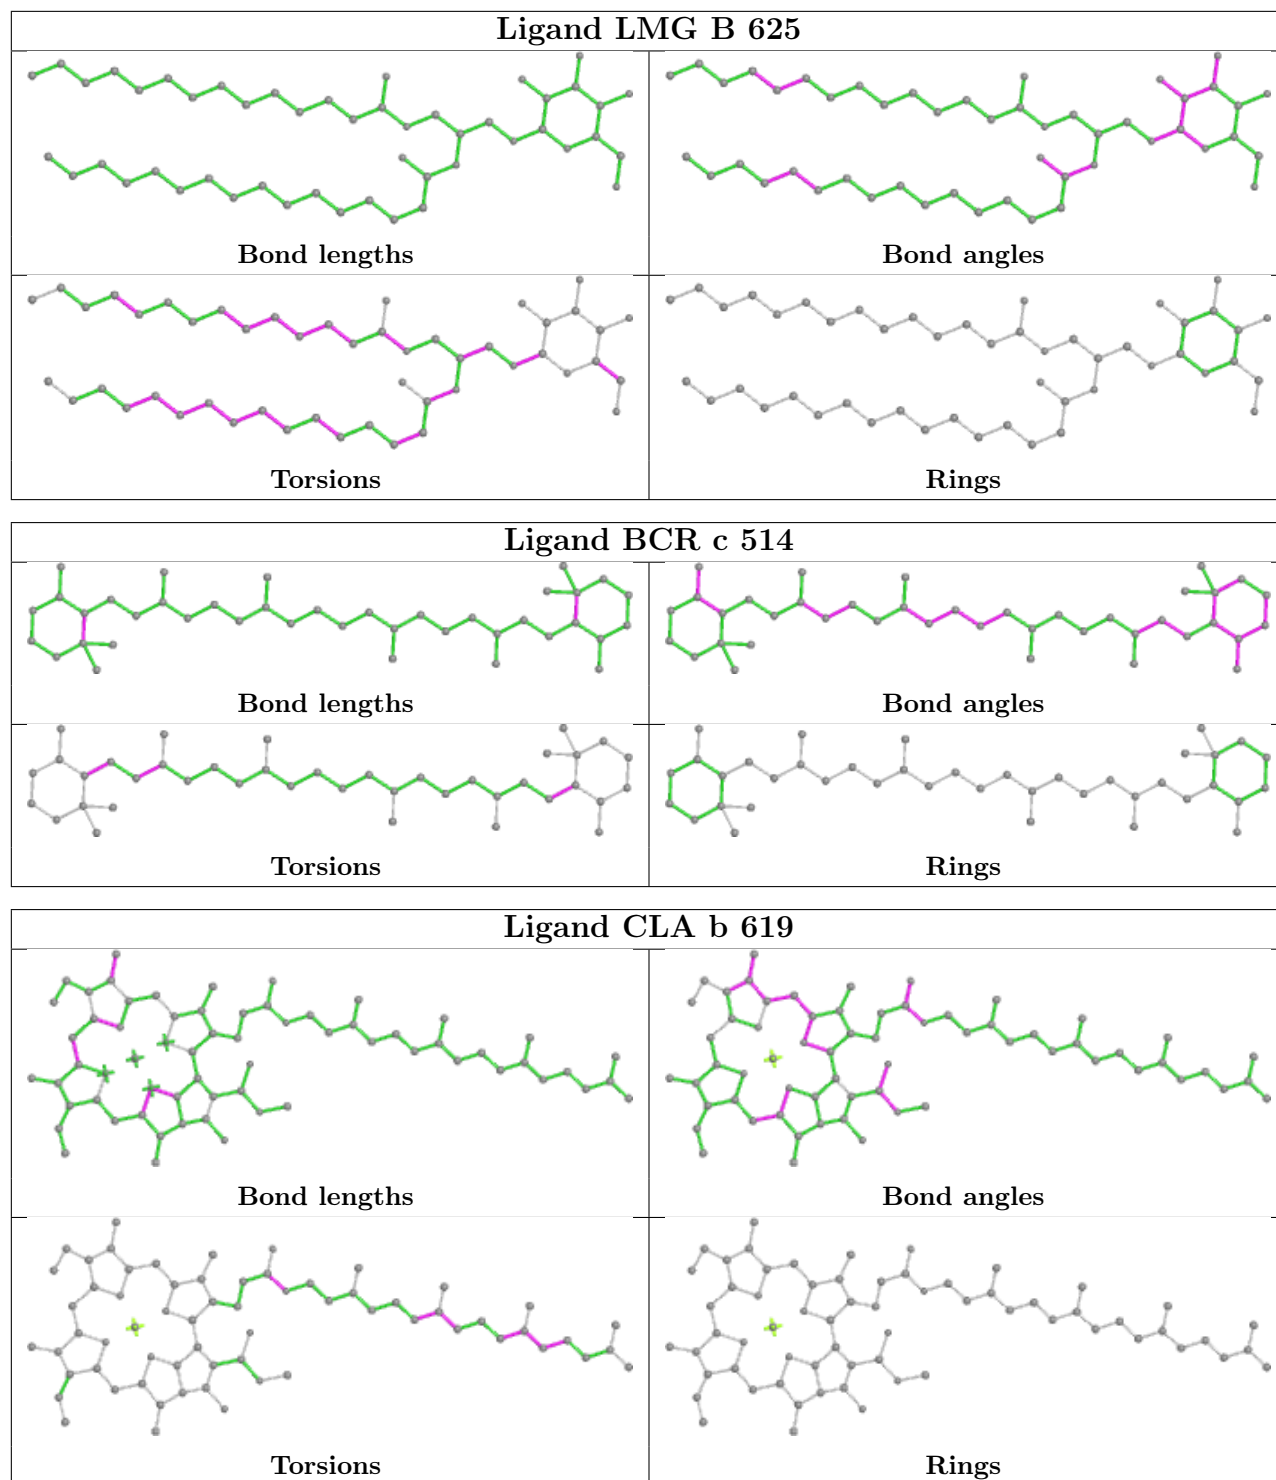 Ligand LMG B 625
Bond lengths
Bond angles
Torsions
Rings
Ligand BCR c 514
Bond lengths
Bond angles
Torsions
Rings
Ligand CLA b 619
Bond lengths
Bond angles
Torsions
Rings